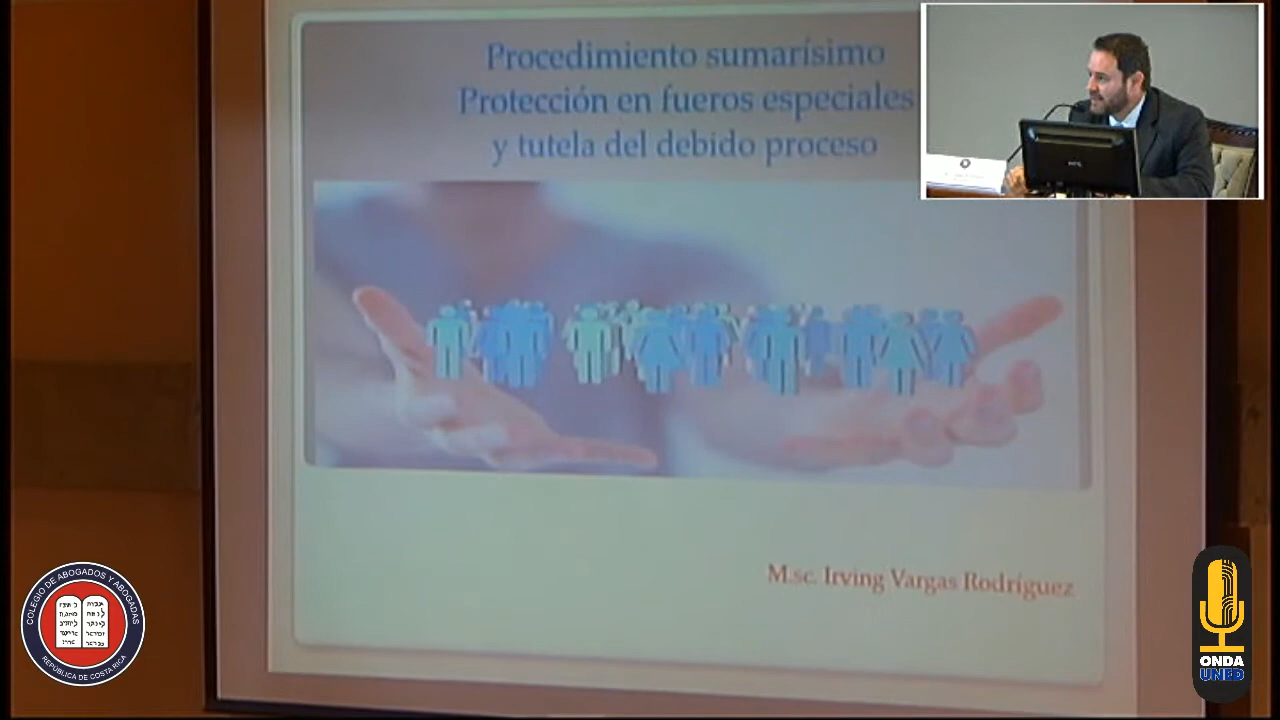 Procedimiento sumarísimo
Protección en fueros especiales
y tutela del debido proceso
M.sc. Irving Vargas Rodríguez
COLEGIO DE ABOGADOS Y ABOGADAS
REPÚBLICA DE COSTA RICA
ONDA
UNED